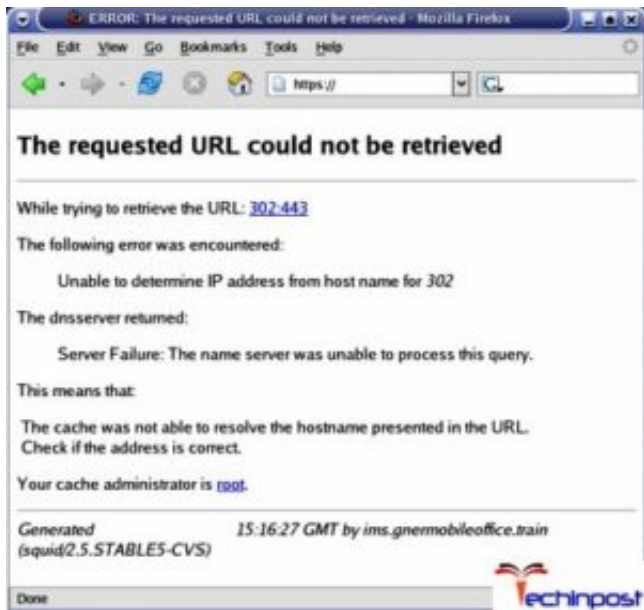 ERROR: The requested URL could not be retrieved - Mozilla Firefox
File Edit View Go Bookmarks Tools Help
https://
G
The requested URL could not be retrieved
While trying to retrieve the URL: 302:443
The following error was encountered:
Unable to determine IP address from host name for 302
The dnsserver returned:
Server Failure: The name server was unable to process this query.
This means that:
The cache was not able to resolve the hostname presented in the URL.
Check if the address is correct.
Your cache administrator is root.
Generated 15:16:27 GMT by ims.gnermobileoffice.train
(squid/2.5.STABLE5-CVS)
Done
Techinpost